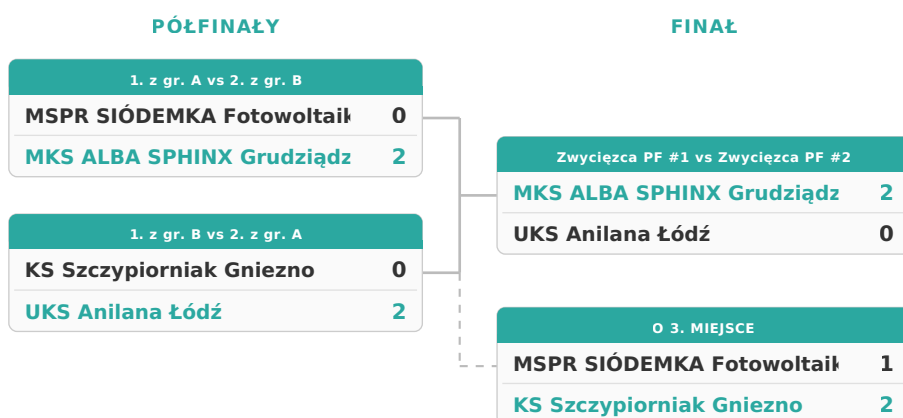 PÓŁFINAŁY
1. z gr. A vs 2. z gr. B
MSPR SIÓDEMKA Fotowoltaik 0
MKS ALBA SPHINX Grudziądz 2
1. z gr. B vs 2. z gr. A
KS Szczypiorniak Gniezno 0
UKS Anilana Łódź 2
FINAŁ
Zwycięzca PF #1 vs Zwycięzca PF #2
MKS ALBA SPHINX Grudziądz 2
UKS Anilana Łódź 0
O 3. MIEJSCE
MSPR SIÓDEMKA Fotowoltaik 1
KS Szczypiorniak Gniezno 2